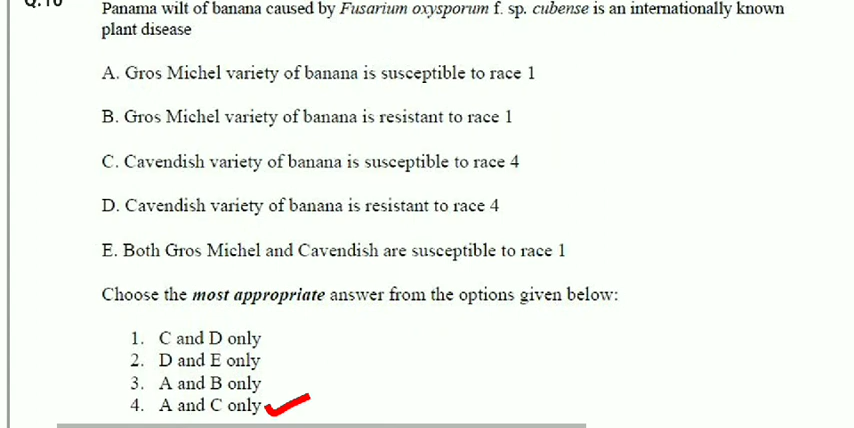 Q.10
Panama wilt of banana caused by Fusarium oxysporum f. sp. cubense is an internationally known
plant disease
A. Gros Michel variety of banana is susceptible to race 1
B. Gros Michel variety of banana is resistant to race 1
C. Cavendish variety of banana is susceptible to race 4
D. Cavendish variety of banana is resistant to race 4
E. Both Gros Michel and Cavendish are susceptible to race 1
Choose the most appropriate answer from the options given below:
1. C and D only
2. D and E only
3. A and B only
4. A and C only